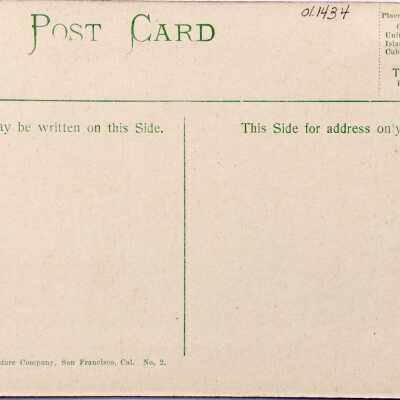 POST CARD
01.1434
Place
Unit
Isla
Cub
T
ay be written on this Side.
This Side for address only
ture Company, San Francisco, Cal. No. 2.